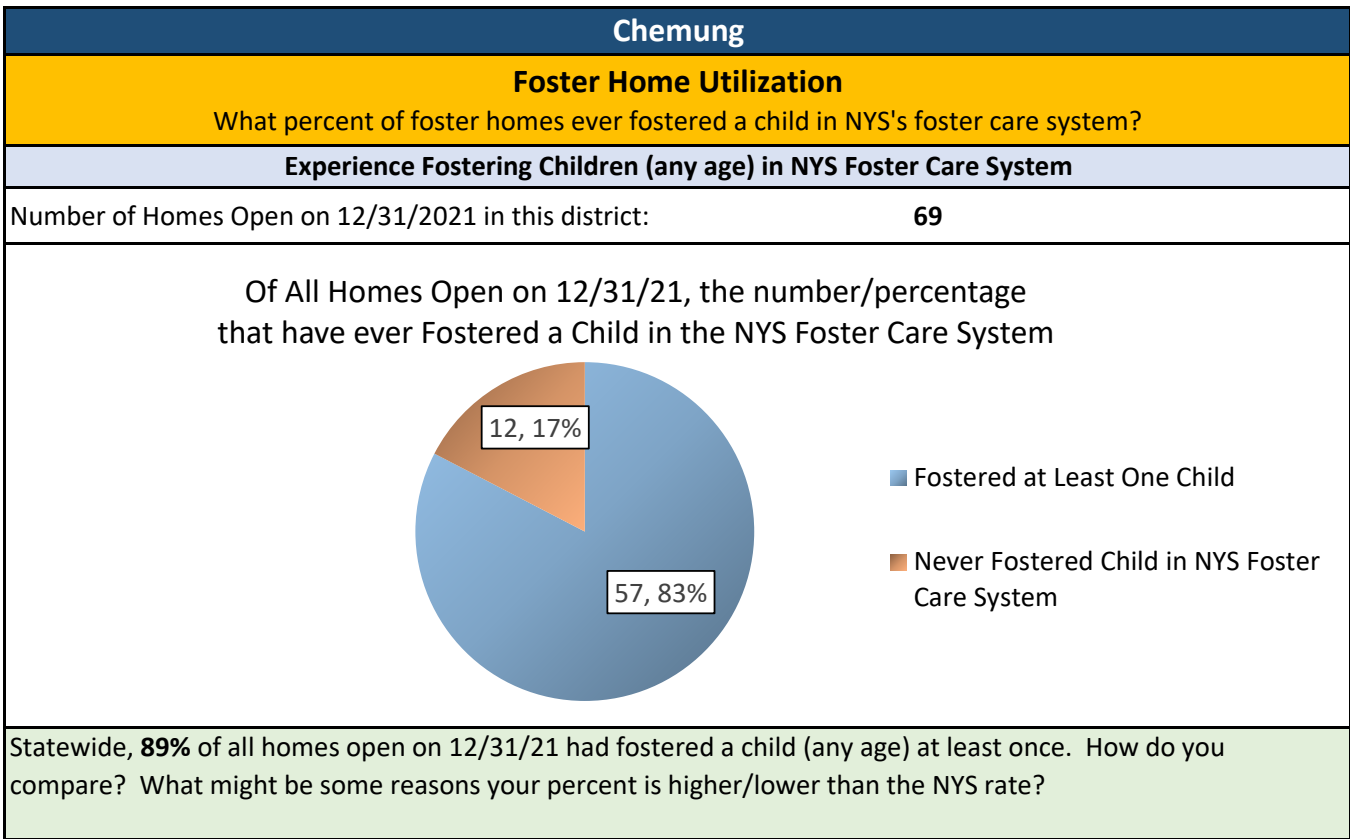 Chemung
Foster Home Utilization
What percent of foster homes ever fostered a child in NYS's foster care system?
Experience Fostering Children (any age) in NYS Foster Care System
Number of Homes Open on 12/31/2021 in this district: 69
Of All Homes Open on 12/31/21, the number/percentage
that have ever Fostered a Child in the NYS Foster Care System
12, 17%
57, 83%
Fostered at Least One Child
Never Fostered Child in NYS Foster
Care System
Statewide, 89% of all homes open on 12/31/21 had fostered a child (any age) at least once.  How do you
compare?  What might be some reasons your percent is higher/lower than the NYS rate?